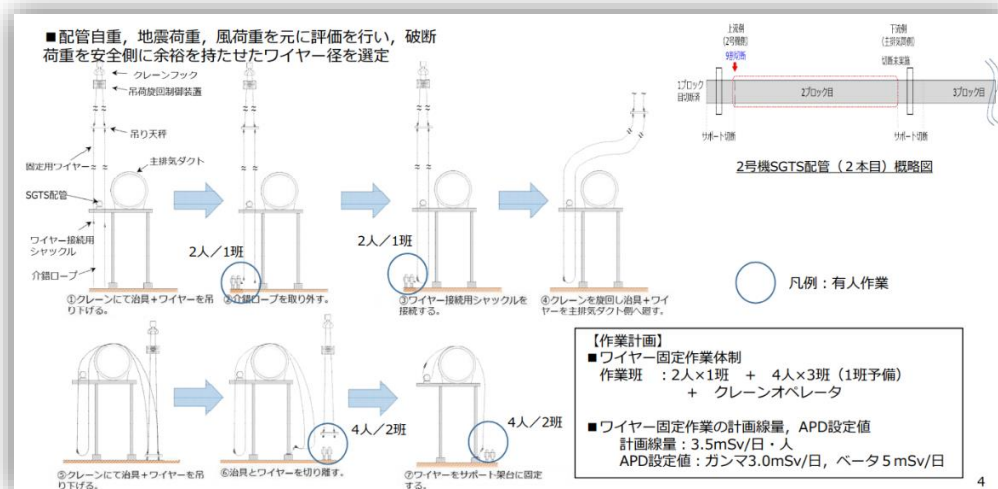 ■配管自重，地震荷重，風荷重を元に評価を行い，破断
荷重を安全側に余裕を持たせたワイヤー径を選定
クレーンフック
吊荷旋回制御装置
吊り天秤
固定用ワイヤー
主排気ダクト
SGTS配管
ワイヤー接続用
シャックル
介錯ロープ
①クレーンにて治具+ワイヤーを吊
り下げる。
2人／1班
②介錯ロープを取り外す。
2人／1班
③ワイヤー接続用シャックルを
接続する。
④クレーンを旋回し治具+ワイ
ヤーを主排気ダクト側へ廻す。
⑤クレーンにて治具+ワイヤーを吊
り下げる。
4人／2班
⑥治具とワイヤーを切り離す。
4人／2班
⑦ワイヤーをサポート架台に固定
する。
上流側
(2号機側)
9割切断
下流側
(主排気筒側)
切断未実施
1ブロック
目切断済
2ブロック目
3ブロック目
サポート切断
サポート切断
2号機SGTS配管（2本目）概略図
凡例：有人作業
【作業計画】
■ワイヤー固定作業体制
作業班　：2人×1班　+　4人×3班（1班予備）
+　クレーンオペレータ
■ワイヤー固定作業の計画線量，APD設定値
計画線量：3.5mSv/日・人
APD設定値：ガンマ3.0mSv/日，ベータ５mSv/日
4